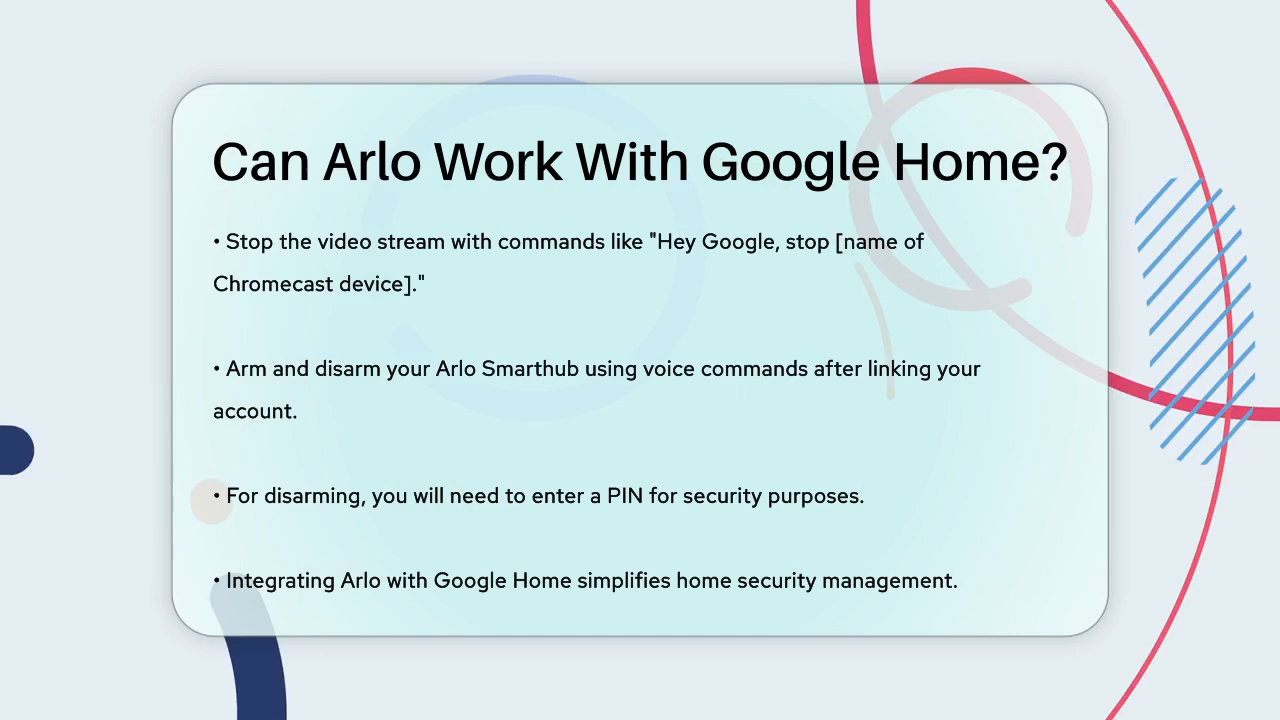 Can Arlo Work With Google Home?
• Stop the video stream with commands like "Hey Google, stop [name of
Chromecast device]."
• Arm and disarm your Arlo Smarthub using voice commands after linking your
account.
• For disarming, you will need to enter a PIN for security purposes.
• Integrating Arlo with Google Home simplifies home security management.